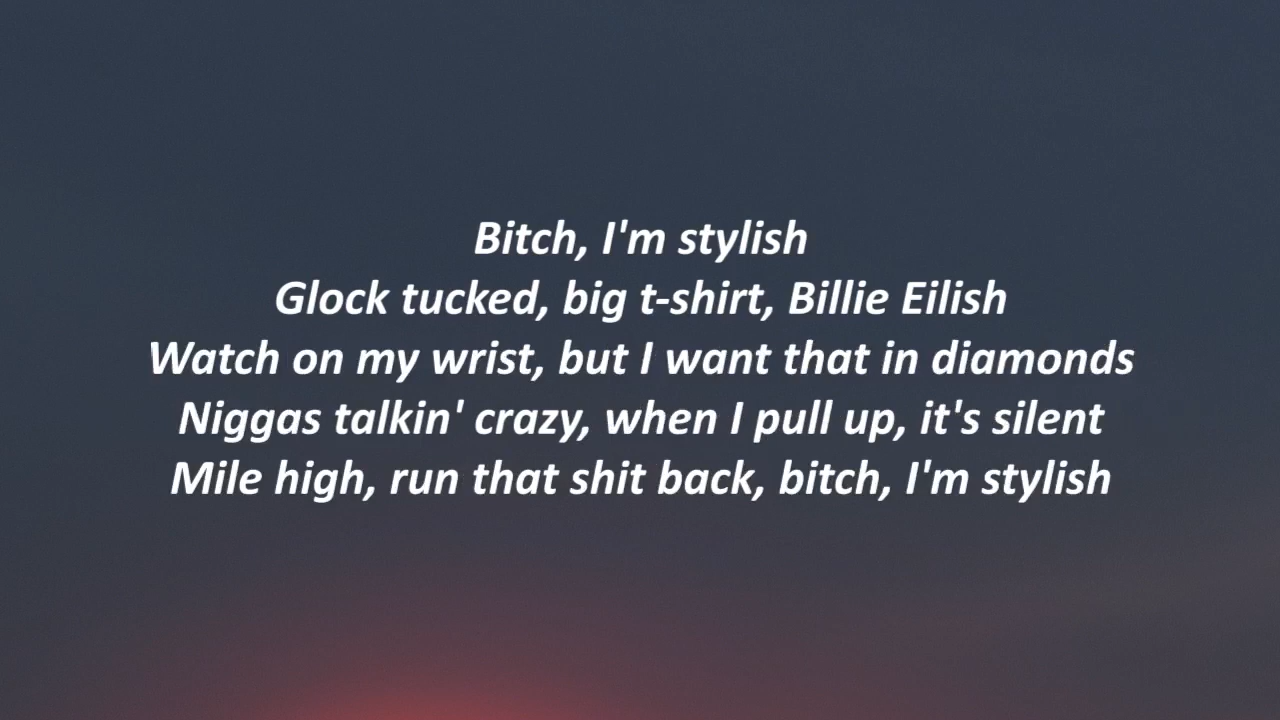 Bitch, I'm stylish
Glock tucked, big t-shirt, Billie Eilish
Watch on my wrist, but I want that in diamonds
Niggas talkin' crazy, when I pull up, it's silent
Mile high, run that shit back, bitch, I'm stylish